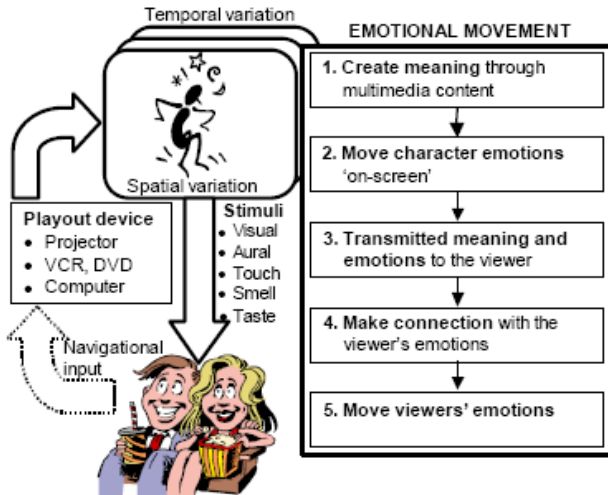 Temporal variation
Spatial variation
Playout device
• Projector
• VCR, DVD
• Computer
Stimuli
• Visual
• Aural
• Touch
• Smell
• Taste
Navigational
input
EMOTIONAL MOVEMENT
1. Create meaning through
multimedia content
2. Move character emotions
'on-screen'
3. Transmitted meaning and
emotions to the viewer
4. Make connection with the
viewer's emotions
5. Move viewers' emotions